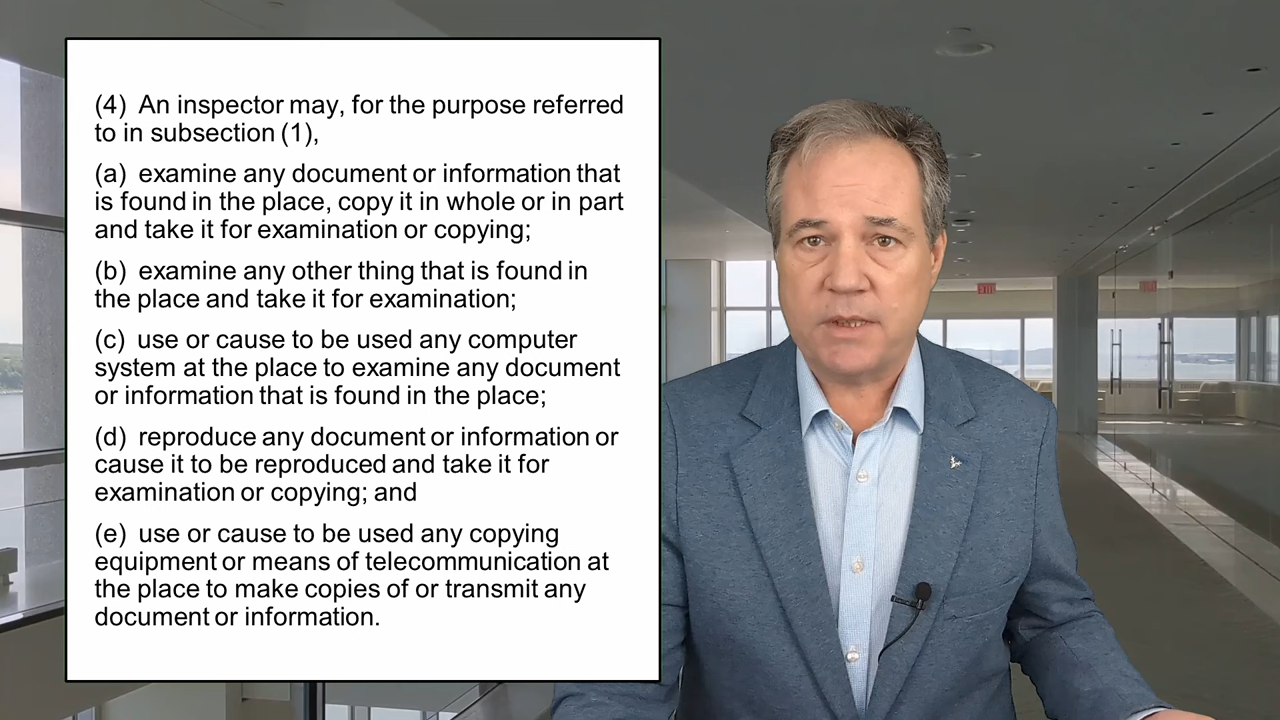 (4) An inspector may, for the purpose referred
to in subsection (1),
(a) examine any document or information that
is found in the place, copy it in whole or in part
and take it for examination or copying;
(b) examine any other thing that is found in
the place and take it for examination;
(c) use or cause to be used any computer
system at the place to examine any document
or information that is found in the place;
(d) reproduce any document or information or
cause it to be reproduced and take it for
examination or copying; and
(e) use or cause to be used any copying
equipment or means of telecommunication at
the place to make copies of or transmit any
document or information.